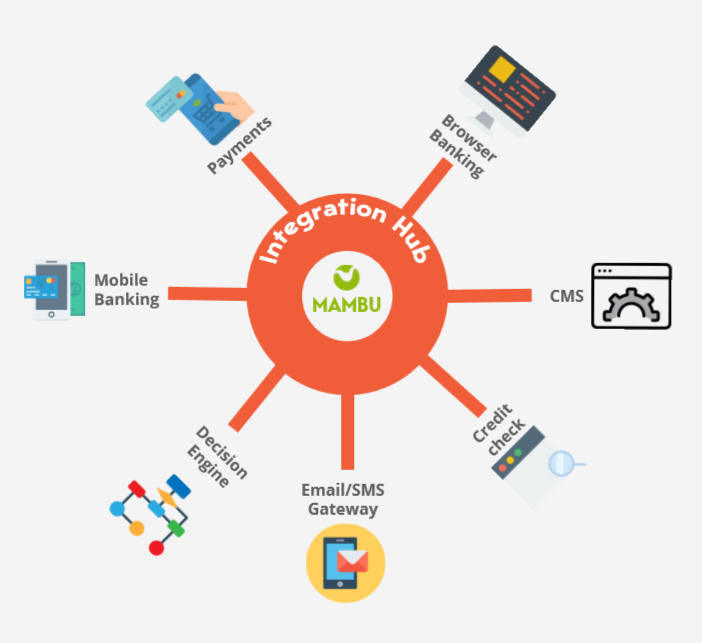 Payments
Browser
Banking
Integration Hub
Mobile
Banking
MAMBU
CMS
Credit
check
Decision
Engine
Email/SMS
Gateway